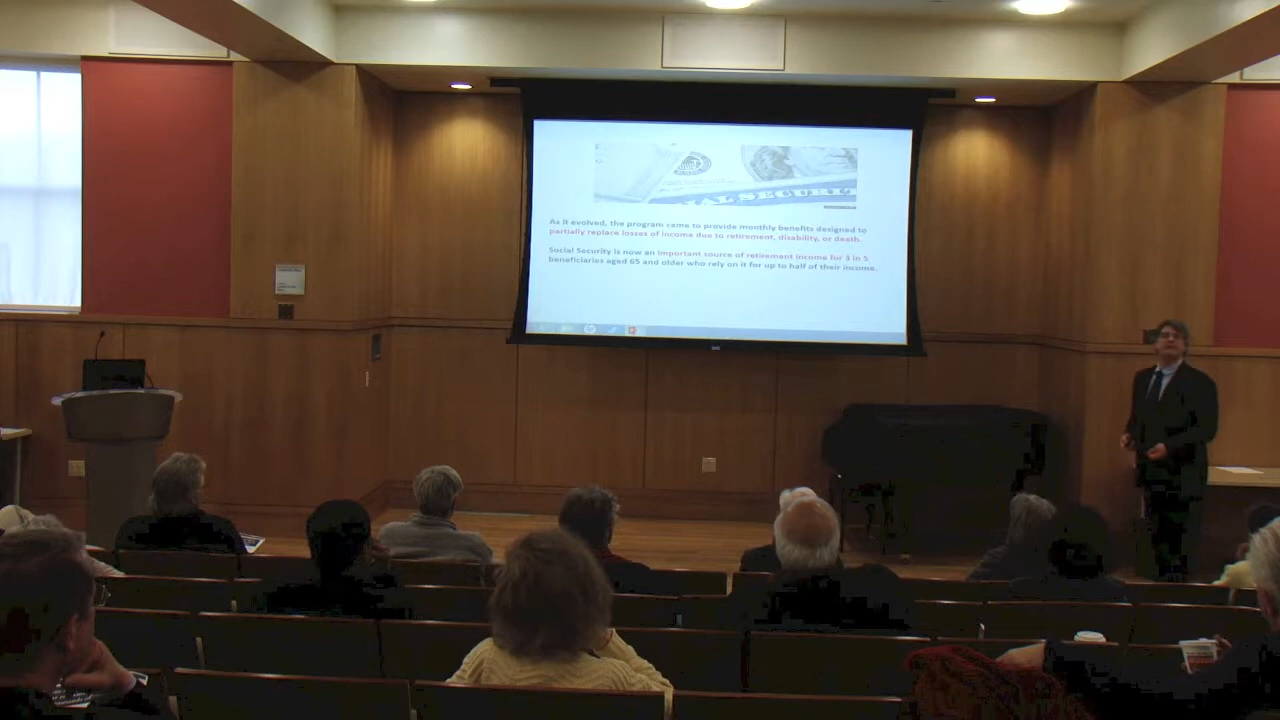 IAL SECURIT
As it evolved, the program came to provide monthly benefits designed to
partially replace losses of income due to retirement, disability, or death.
Social Security is now an important source of retirement income for 3 in 5
beneficiaries aged 65 and older who rely on it for up to half of their income.